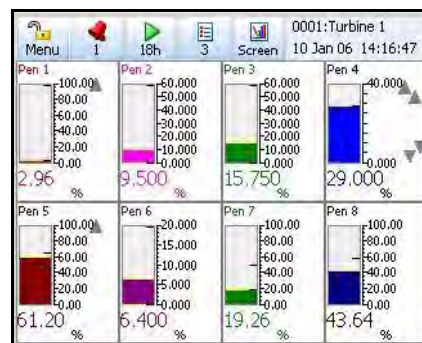 Menu 1 18h 3 Screen
0001:Turbine 1
10 Jan 06 14:16:47
Pen 1 Pen 2 Pen 3 Pen 4
100.00 60.000 60.000 40.000
80.00 50.000 50.000
60.00 40.000 40.000
40.00 30.000 30.000
20.00 20.000 20.000
10.000 10.000
0.00 0.000 0.000 0.000
2.96 9.500 15.750 29.000
% % % %
Pen 5 Pen 6 Pen 7 Pen 8
100.00 20.000 100.00 100.00
80.00 15.000 80.00 80.00
60.00 10.000 60.00 60.00
40.00 5.000 40.00 40.00
20.00 20.00 20.00
0.00 0.000 0.00 0.00
61.20 6.400 19.26 43.64
% % % %